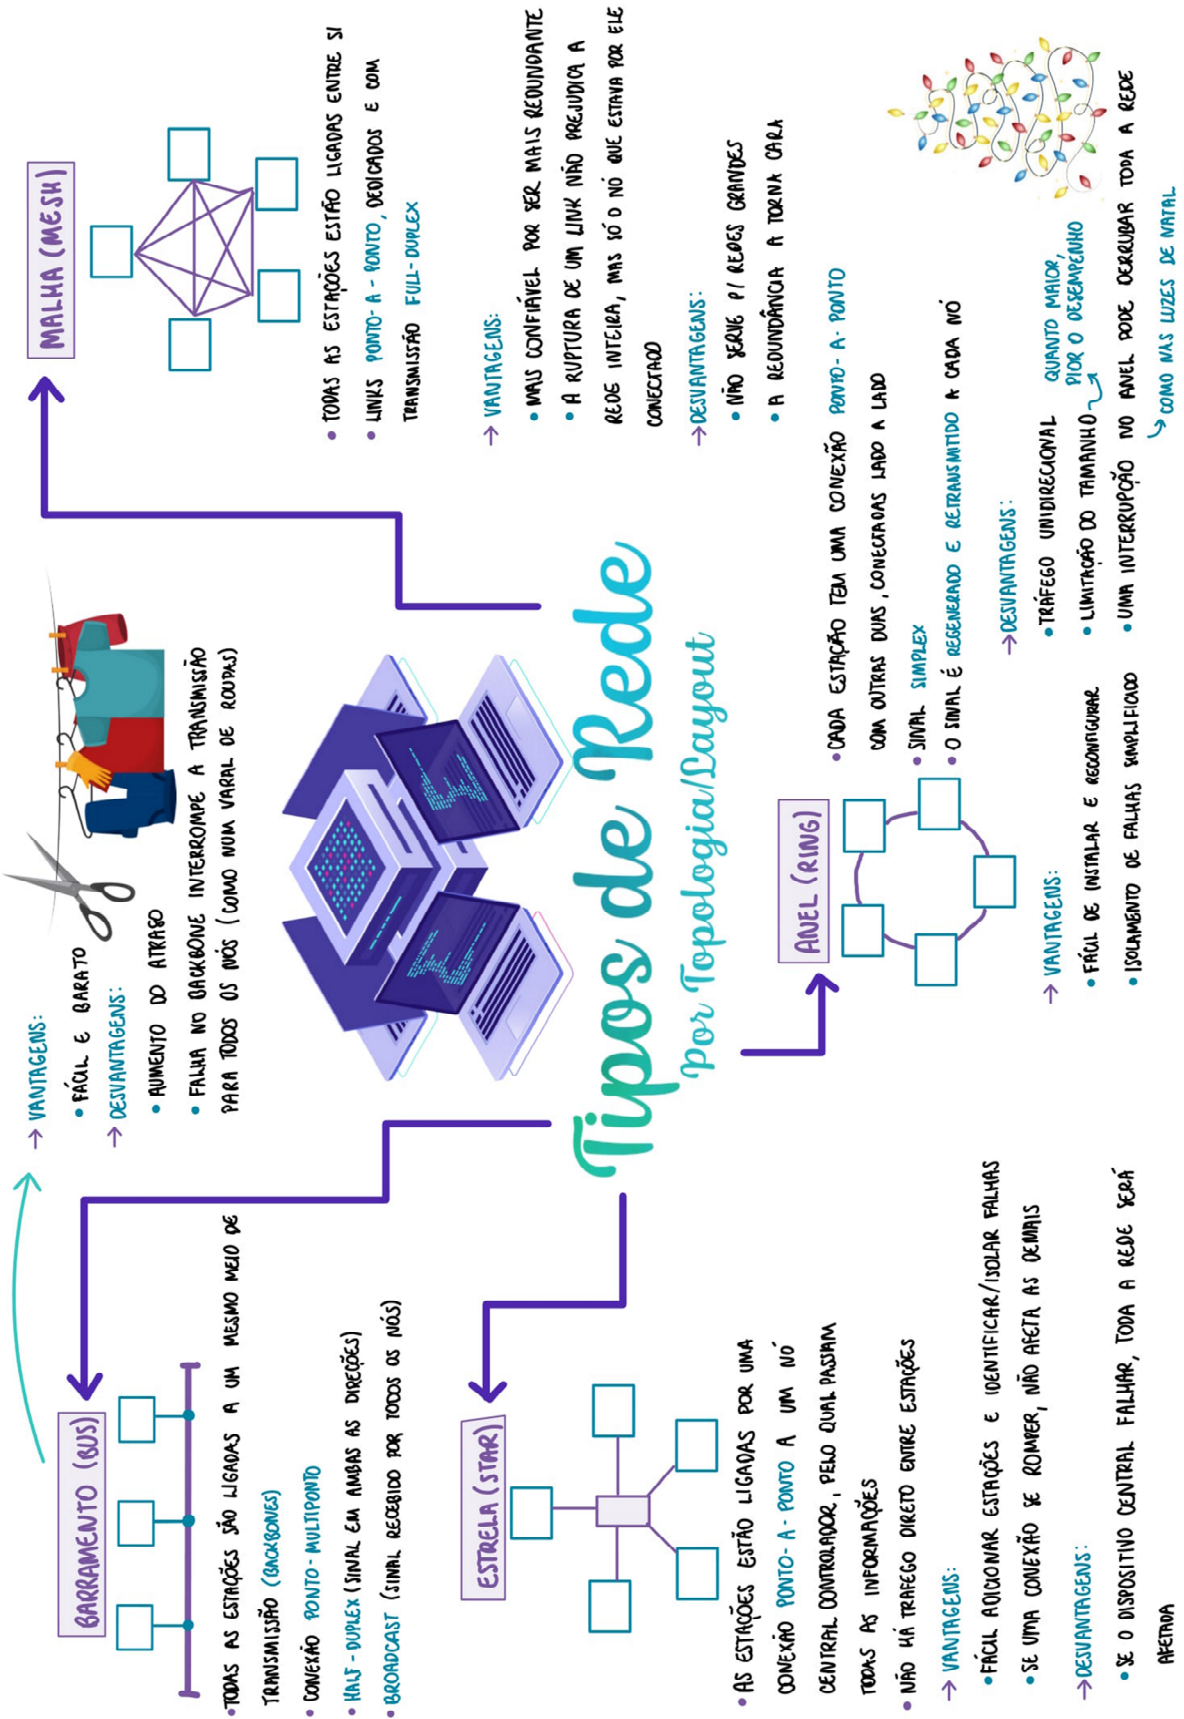 BARRAMENTO (BUS)
• TODAS AS ESTAÇÕES SÃO LIGADAS A UM MESMO MEIO DE
TRANSMISSÃO (BACKBONES)
• CONEXÃO PONTO-MULTIPONTO
• HALF-DUPLEX (SINAL EM AMBAS AS DIREÇÕES)
• BROADCAST (SINAL RECEBIDO POR TODOS OS NÓS)
→ VANTAGENS:
• FÁCIL E BARATO
→ DESVANTAGENS:
• AUMENTO DO ATRASO
• FALHA NO BACKBONE INTERROMPE A TRANSMISSÃO
PARA TODOS OS NÓS (COMO NUM VARAL DE ROUPAS)
MALHA (MESH)
• TODAS AS ESTAÇÕES ESTÃO LIGADAS ENTRE SI
• LINKS PONTO-A-PONTO, DEDICADOS E COM
TRANSMISSÃO FULL-DUPLEX
→ VANTAGENS:
• MAIS CONFIÁVEL POR SER MAIS REDUNDANTE
• A RUPTURA DE UM LINK NÃO PREJUDICA A
REDE INTEIRA, MAS SÓ O NÓ QUE ESTAVA POR ELE
CONECTADO
→ DESVANTAGENS:
• NÃO SERVE P/ REDES GRANDES
• A REDUNDÂNCIA A TORNA CARA
Tipos de Rede
Por Topologia/Layout
ESTRELA (STAR)
• AS ESTAÇÕES ESTÃO LIGADAS POR UMA
CONEXÃO PONTO-A-PONTO A UM NÓ
CENTRAL CONTROLADOR, PELO QUAL PASSAM
TODAS AS INFORMAÇÕES
• NÃO HÁ TRÁFEGO DIRETO ENTRE ESTAÇÕES
→ VANTAGENS:
• FÁCIL ADICIONAR ESTAÇÕES E IDENTIFICAR/ISOLAR FALHAS
• SE UMA CONEXÃO SE ROMPER, NÃO AFETA AS DEMAIS
→ DESVANTAGENS:
• SE O DISPOSITIVO CENTRAL FALHAR, TODA A REDE SERÁ
AFETADA
ANEL (RING)
• CADA ESTAÇÃO TEM UMA CONEXÃO PONTO-A-PONTO
COM OUTRAS DUAS, CONECTADAS LADO A LADO
• SINAL SIMPLEX
• O SINAL É REGENERADO E RETRANSMITIDO A CADA NÓ
→ VANTAGENS:
• FÁCIL DE INSTALAR E RECONFIGURAR
• ISOLAMENTO DE FALHAS SIMPLIFICADO
→ DESVANTAGENS:
• TRÁFEGO UNIDIRECIONAL
• LIMITAÇÃO DO TAMANHO
QUANTO MAIOR,
PIOR O DESEMPENHO
• UMA INTERRUPÇÃO NO ANEL PODE DERRUBAR TODA A REDE
COMO NAS LUZES DE NATAL